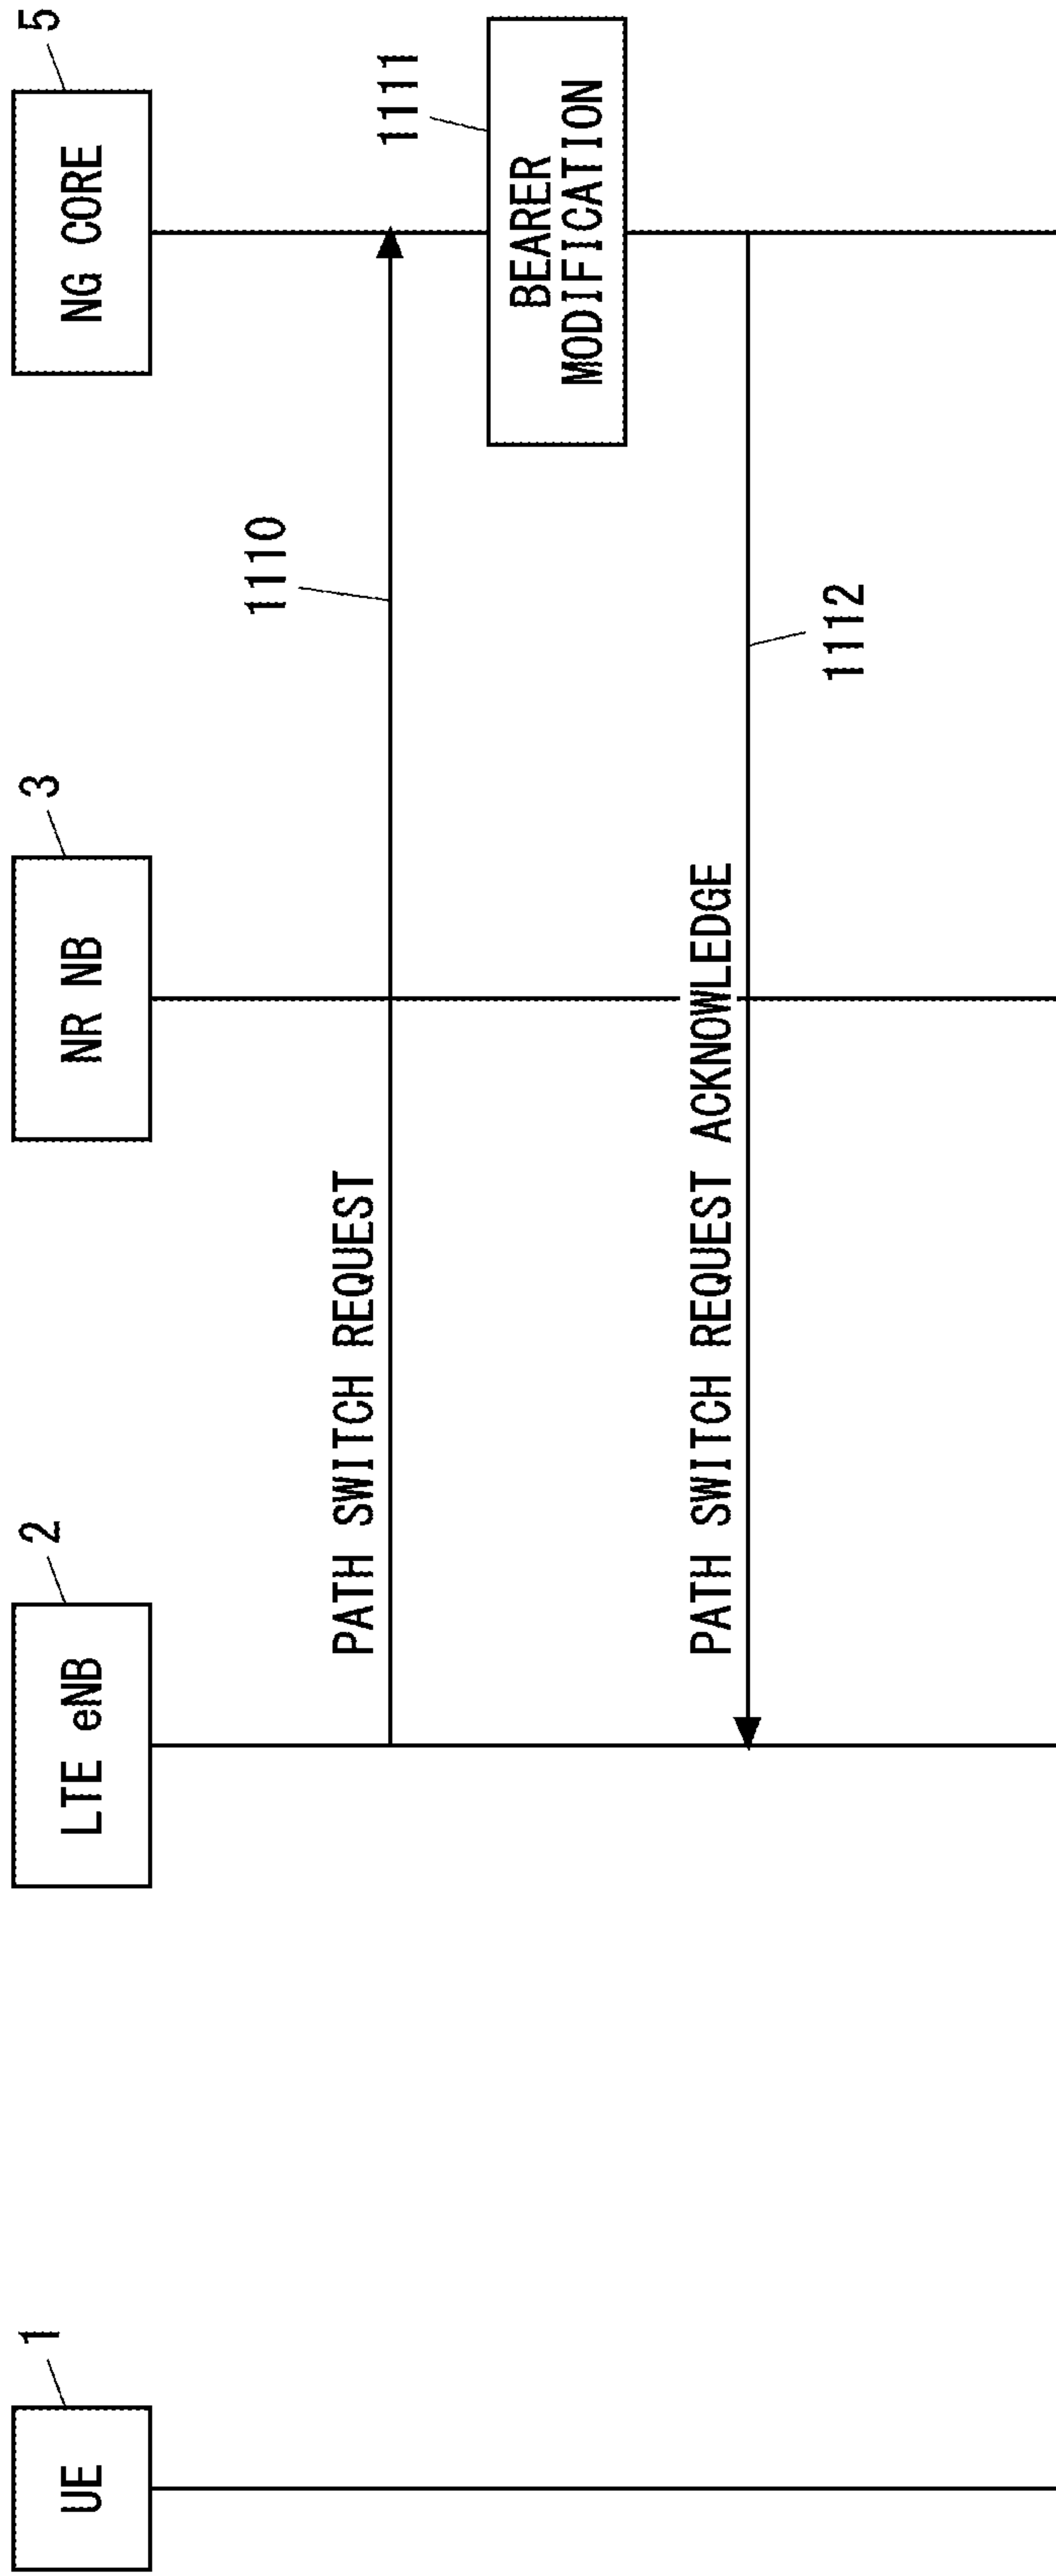 UE
1
LTE eNB
2
NR NB
3
NG CORE
5
PATH SWITCH REQUEST
1110
BEARER
MODIFICATION
1111
PATH SWITCH REQUEST ACKNOWLEDGE
1112